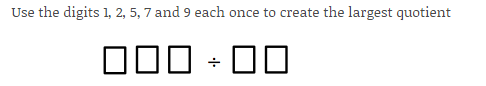 Use the digits 1, 2, 5, 7 and 9 each once to create the largest quotient
□□□ ÷ □□